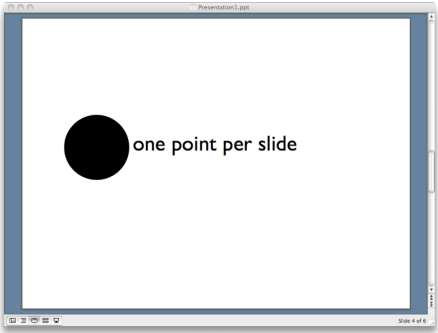 Presentation1.ppt
one point per slide
Slide 4 of 6